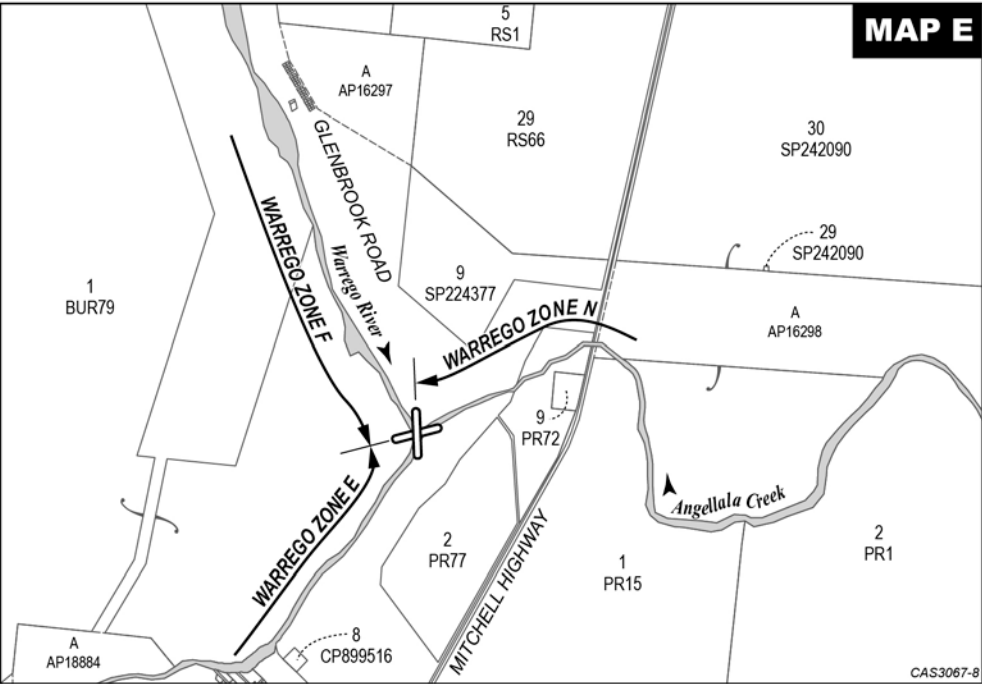 MAP E
5
RS1
A
AP16297
29
RS66
30
SP242090
GLENBROOK ROAD
29
SP242090
WARREGO ZONE F
Warrego River
1
BUR79
9
SP224377
A
AP16298
WARREGO ZONE N
9
PR72
WARREGO ZONE E
Angellala Creek
2
PR77
MITCHELL HIGHWAY
1
PR15
2
PR1
8
CP899516
A
AP18884
CAS3067-8